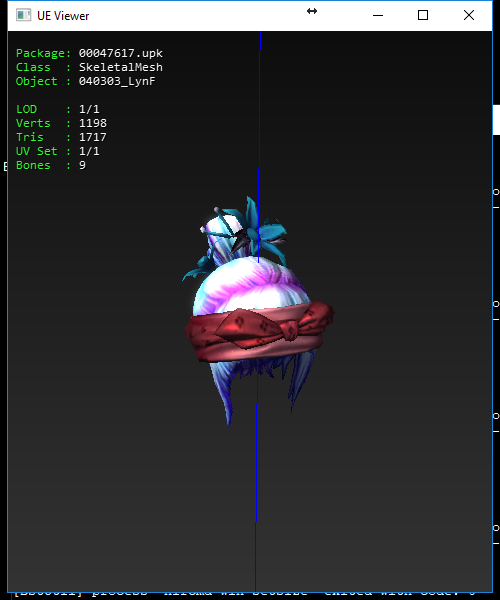 UE Viewer
Package: 00047617.upk
Class : SkeletalMesh
Object : 040303_LynF
LOD : 1/1
Verts : 1198
Tris : 1717
UV Set : 1/1
Bones : 9